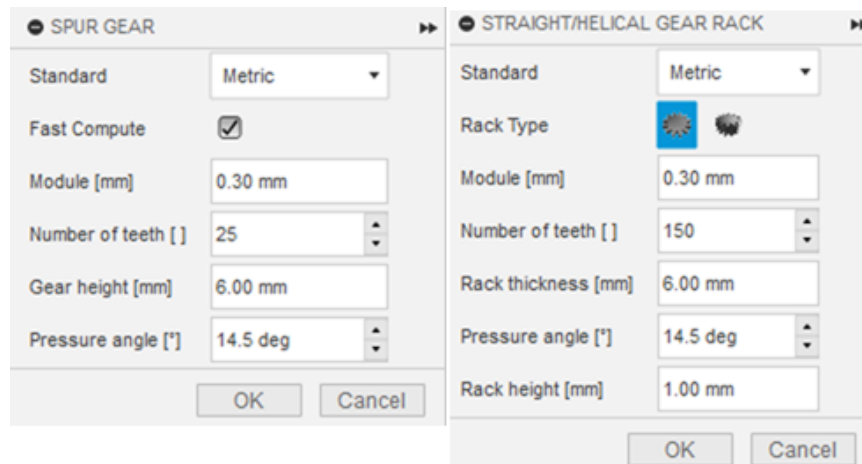 SPUR GEAR
Standard Metric
Fast Compute
Module [mm] 0.30 mm
Number of teeth [ ] 25
Gear height [mm] 6.00 mm
Pressure angle [°] 14.5 deg
OK Cancel
STRAIGHT/HELICAL GEAR RACK
Standard Metric
Rack Type
Module [mm] 0.30 mm
Number of teeth [ ] 150
Rack thickness [mm] 6.00 mm
Pressure angle [°] 14.5 deg
Rack height [mm] 1.00 mm
OK Cancel